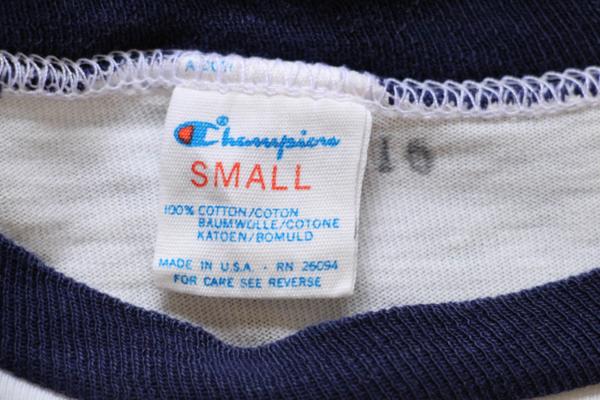 Champion®
SMALL
16
100% COTTON/COTON
BAUMWOLLE/COTONE
KATOEN/BOMULD
MADE IN U.S.A. - RN 26094
FOR CARE SEE REVERSE